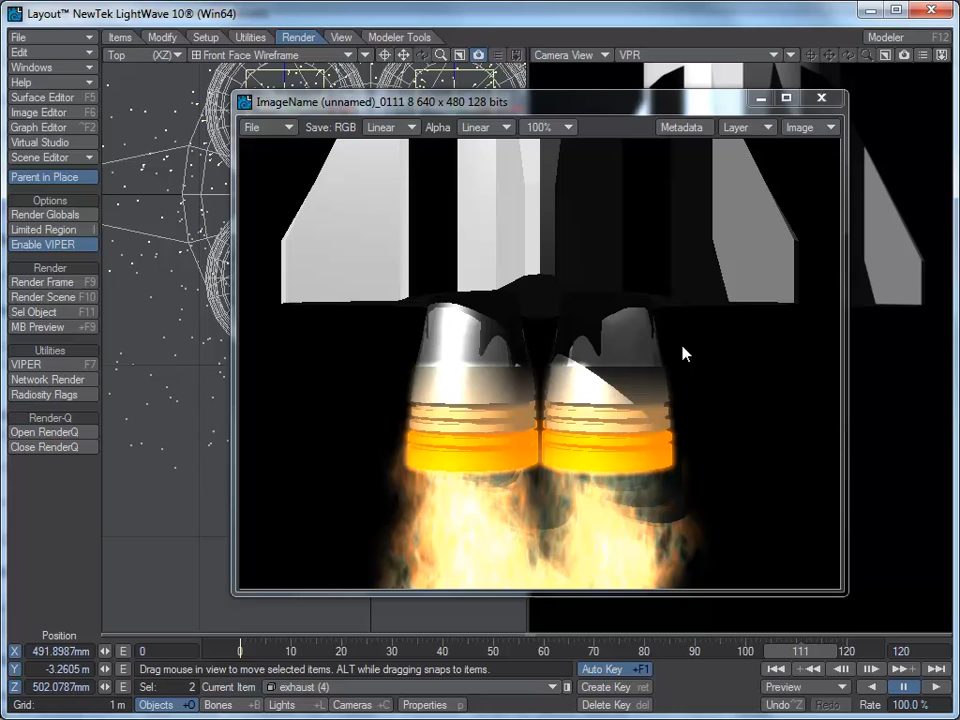 Layout™ NewTek LightWave 10® (Win64)
File
Items Modify Setup Utilities Render View Modeler Tools
Modeler F12
Edit
Top (XZ) Front Face Wireframe
Camera View VPR
Windows
Help
Surface Editor F5
Image Editor F6
Graph Editor ^F2
Virtual Studio
Scene Editor
Parent in Place
Options
Render Globals
Limited Region l
Enable VIPER
Render
Render Frame F9
Render Scene F10
Sel Object F11
MB Preview +F9
Utilities
VIPER F7
Network Render
Radiosity Flags
Render-Q
Open RenderQ
Close RenderQ
ImageName (unnamed)_0111 8 640 x 480 128 bits
File Save: RGB Linear Alpha Linear 100% Metadata Layer Image
Position
X 491.8987mm E 0
0 10 20 30 40 50 60 70 80 90 100 111 120
120
Y -3.2605m E Drag mouse in view to move selected items. ALT while dragging snaps to items.
Auto Key +F1
Z 502.0787mm E Sel: 2 Current Item exhaust (4)
Create Key ret
Preview
Grid: 1 m Objects +O Bones +B Lights +L Cameras +C Properties p
Delete Key del
Undo^Z Redo Rate 100.0 %
Rate